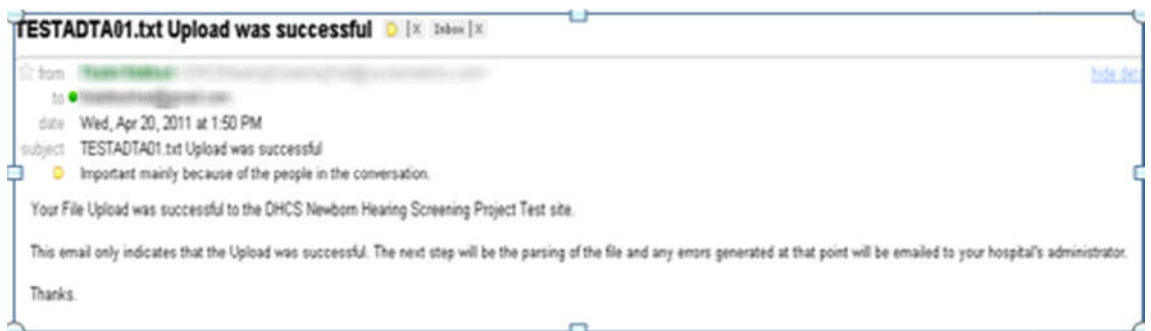 TESTADTA01.txt Upload was successful X Inbox X
from
hide det
to
date Wed, Apr 20, 2011 at 1:50 PM
subject TESTADTA01.txt Upload was successful
Important mainly because of the people in the conversation.
Your File Upload was successful to the DHCS Newborn Hearing Screening Project Test site.
This email only indicates that the Upload was successful. The next step will be the parsing of the file and any errors generated at that point will be emailed to your hospital's administrator.
Thanks.